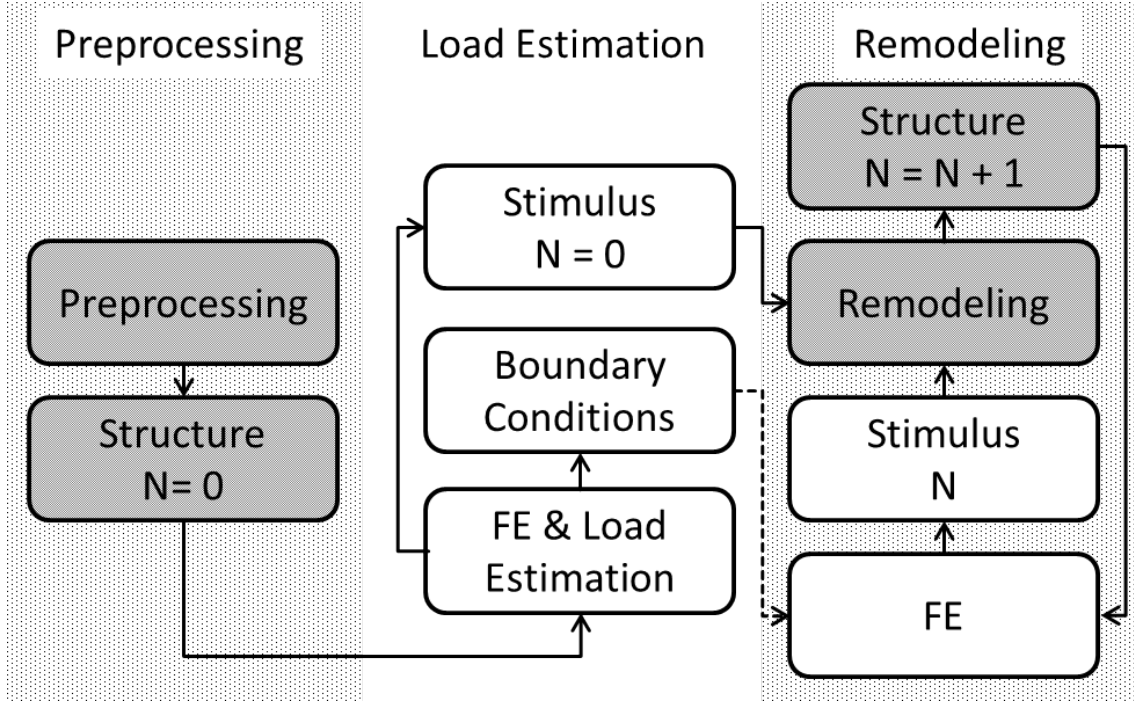 Preprocessing
Load Estimation
Remodeling
Preprocessing
Structure
N= 0
Stimulus
N = 0
Boundary
Conditions
FE & Load
Estimation
Structure
N = N + 1
Remodeling
Stimulus
N
FE